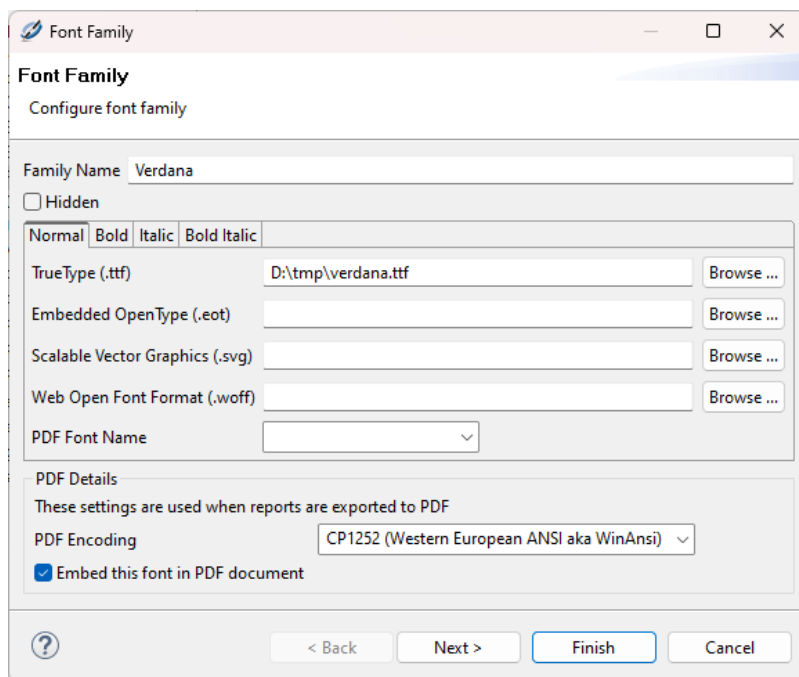 Font Family
Font Family
Configure font family
Family Name Verdana
Hidden
Normal Bold Italic Bold Italic
TrueType (.ttf) D:\tmp\verdana.ttf Browse ...
Embedded OpenType (.eot) Browse ...
Scalable Vector Graphics (.svg) Browse ...
Web Open Font Format (.woff) Browse ...
PDF Font Name
PDF Details
These settings are used when reports are exported to PDF
PDF Encoding CP1252 (Western European ANSI aka WinAnsi)
Embed this font in PDF document
? < Back Next > Finish Cancel